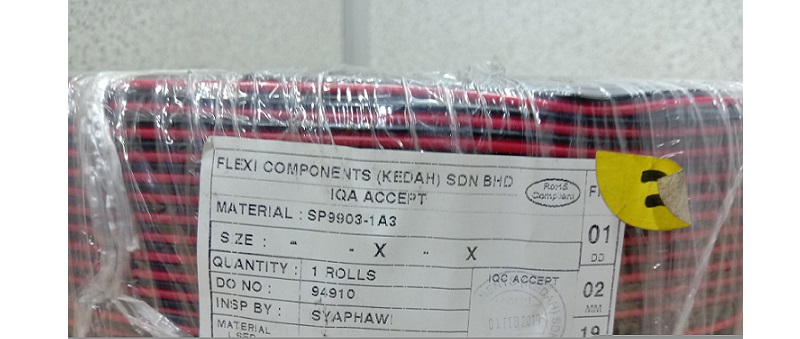 FLEXI COMPONENTS (KEDAH) SDN BHD
IQA ACCEPT
RoHS
Compliant
MATERIAL : SP9903-1A3
SIZE : - - X - X
QUANTITY : 1 ROLLS
DO NO : 94910
INSP BY : SYAPHAWI
MATERIAL
01
DD
IQC ACCEPT
02
MM
19